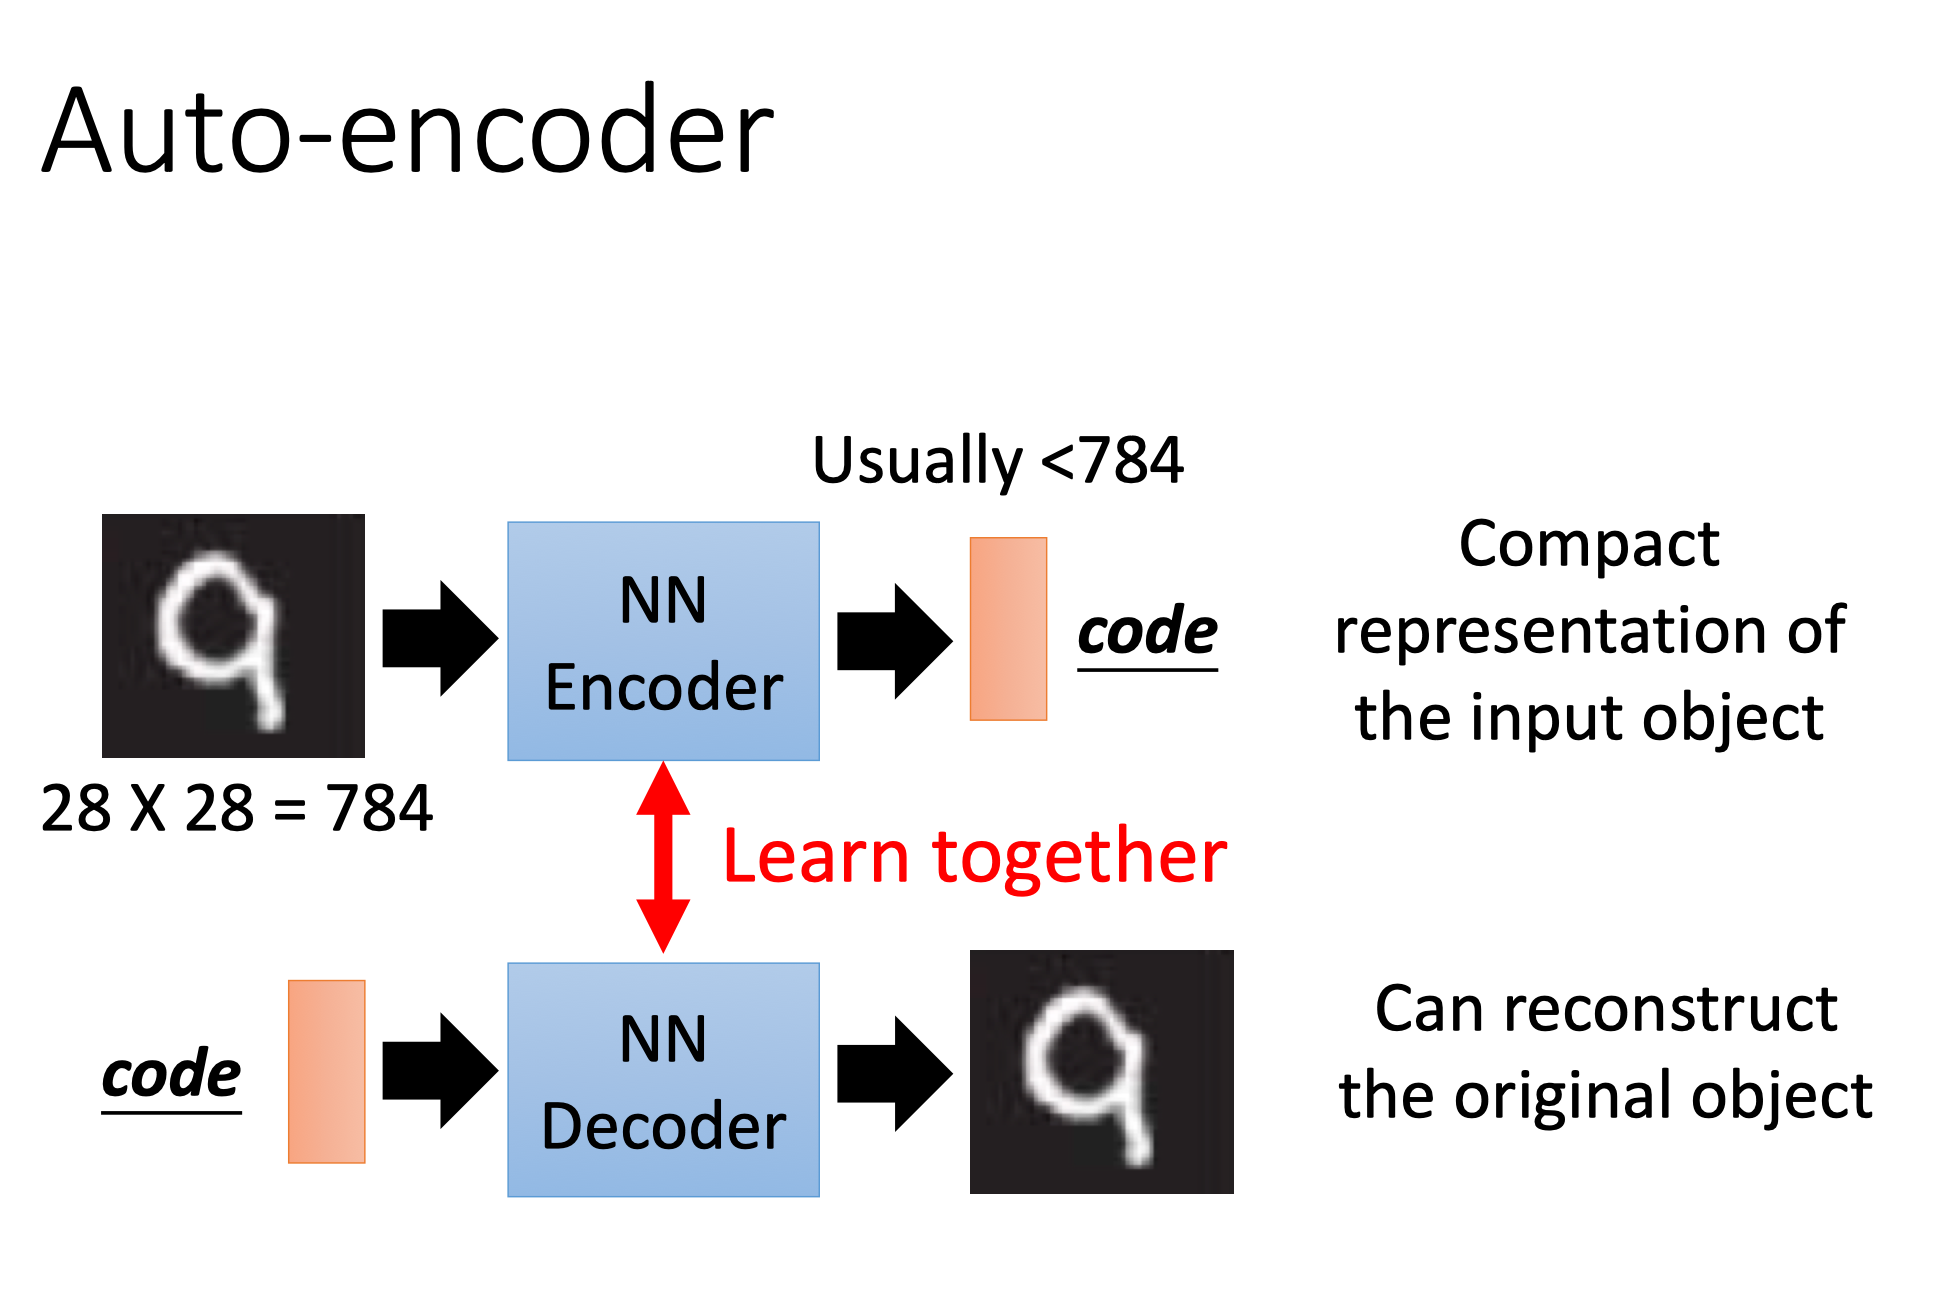 Auto-encoder
Usually <784
NN
Encoder
code
Compact
representation of
the input object
28 X 28 = 784
Learn together
code
NN
Decoder
Can reconstruct
the original object